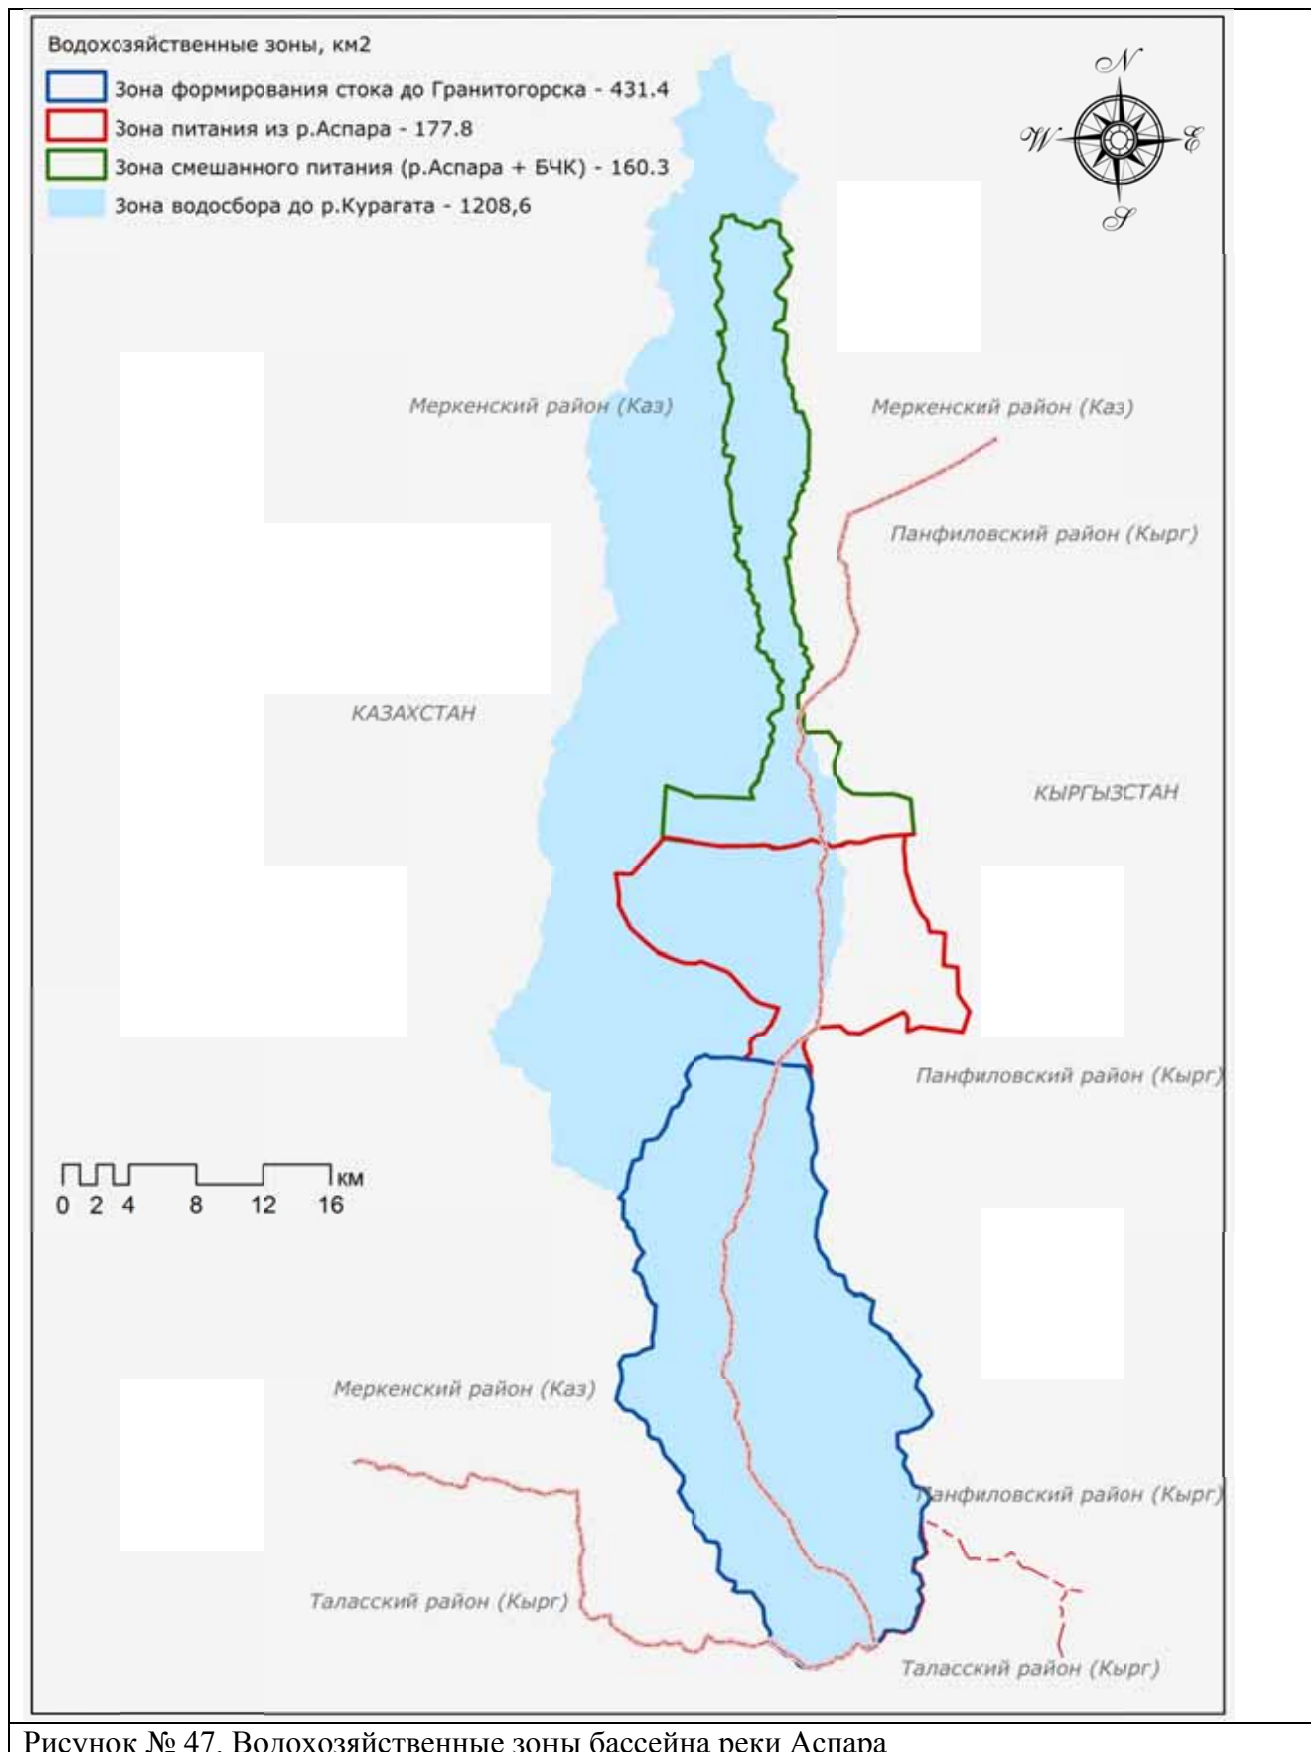 Водохозяйственные зоны, км2
Зона формирования стока до Гранитогорска - 431.4
Зона питания из р.Аспара - 177.8
Зона смешанного питания (р.Аспара + БЧК) - 160.3
Зона водосбора до р.Курагата - 1208,6
N
W E
S
Меркенский район (Каз) Меркенский район (Каз)
Панфиловский район (Кырг)
КАЗАХСТАН
КЫРГЫЗСТАН
Панфиловский район (Кырг)
км
0 2 4 8 12 16
Меркенский район (Каз)
Панфиловский район (Кырг)
Таласский район (Кырг)
Таласский район (Кырг)
Рисунок № 47. Водохозяйственные зоны бассейна реки Аспара